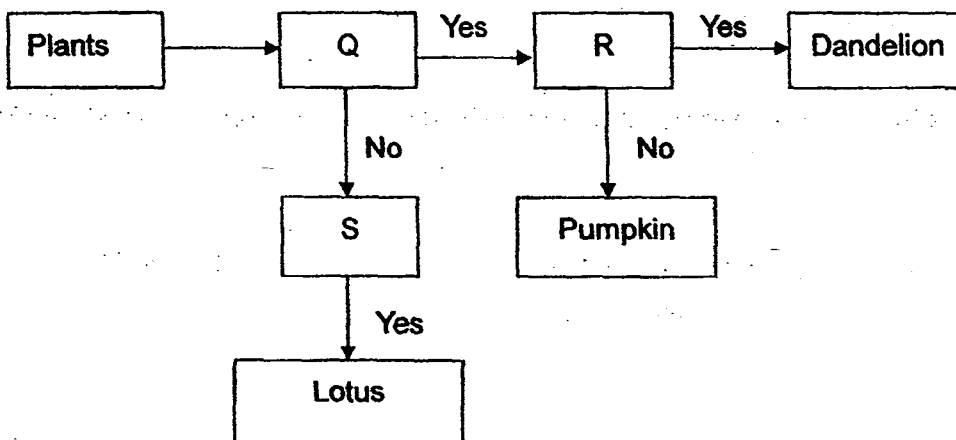 Plants
Q
Yes
R
Yes
Dandelion
No
No
S
Pumpkin
Yes
Lotus